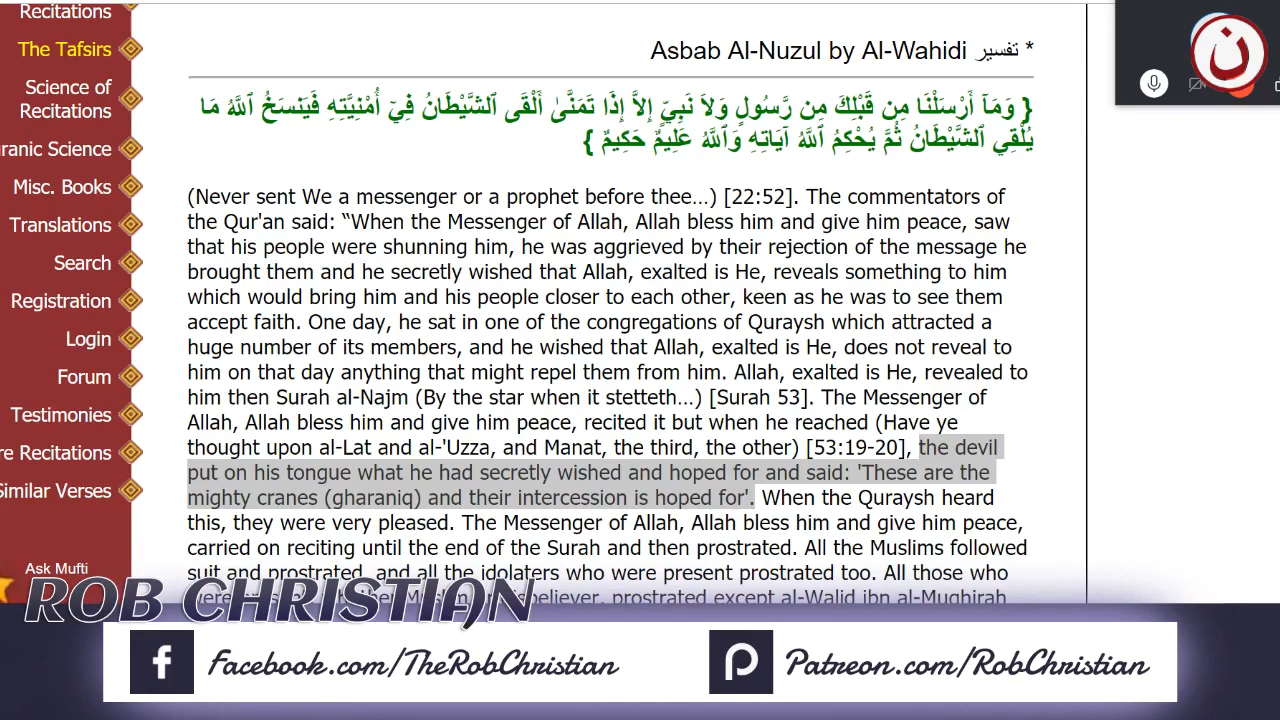 Recitations
The Tafsirs
Science of
Recitations
uranic Science
Misc. Books
Translations
Search
Registration
Login
Forum
Testimonies
re Recitations
Similar Verses
Ask Mufti
* تفسير Asbab Al-Nuzul by Al-Wahidi
{ وَمَآ أَرْسَلْنَا مِن قَبْلِكَ مِن رَّسُولٍ وَلاَ نَبِيٍّ إِلاَّ إِذَا تَمَنَّىٰ أَلْقَى ٱلشَّيْطَانُ فِيۤ أُمْنِيَّتِهِ فَيَنسَخُ ٱللَّهُ مَا
يُلْقِي ٱلشَّيْطَانُ ثُمَّ يُحْكِمُ ٱللَّهُ آيَاتِهِ وَٱللَّهُ عَلِيمٌ حَكِيمٌ }
(Never sent We a messenger or a prophet before thee…) [22:52]. The commentators of
the Qur'an said: “When the Messenger of Allah, Allah bless him and give him peace, saw
that his people were shunning him, he was aggrieved by their rejection of the message he
brought them and he secretly wished that Allah, exalted is He, reveals something to him
which would bring him and his people closer to each other, keen as he was to see them
accept faith. One day, he sat in one of the congregations of Quraysh which attracted a
huge number of its members, and he wished that Allah, exalted is He, does not reveal to
him on that day anything that might repel them from him. Allah, exalted is He, revealed to
him then Surah al-Najm (By the star when it stetteth…) [Surah 53]. The Messenger of
Allah, Allah bless him and give him peace, recited it but when he reached (Have ye
thought upon al-Lat and al-'Uzza, and Manat, the third, the other) [53:19-20], the devil
put on his tongue what he had secretly wished and hoped for and said: 'These are the
mighty cranes (gharaniq) and their intercession is hoped for'. When the Quraysh heard
this, they were very pleased. The Messenger of Allah, Allah bless him and give him peace,
carried on reciting until the end of the Surah and then prostrated. All the Muslims followed
suit and prostrated, and all the idolaters who were present prostrated too. All those who
prostrated except al-Walid ibn al-Mughirah
ن
ROB CHRISTIAN
Facebook.com/TheRobChristian
Patreon.com/RobChristian